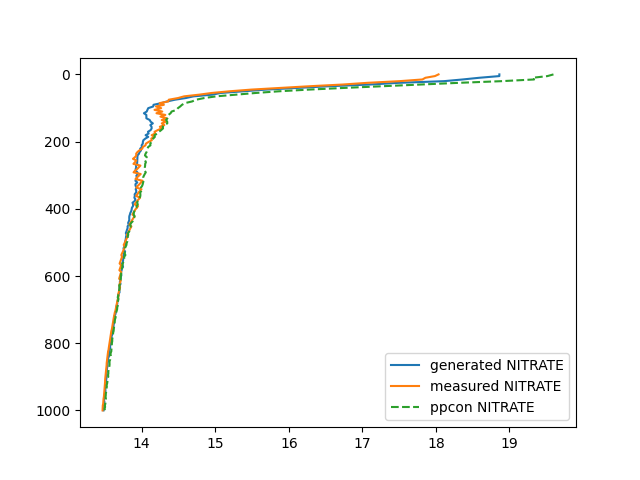 0
200
400
600
800
1000
14 15 16 17 18 19
generated NITRATE
measured NITRATE
ppcon NITRATE